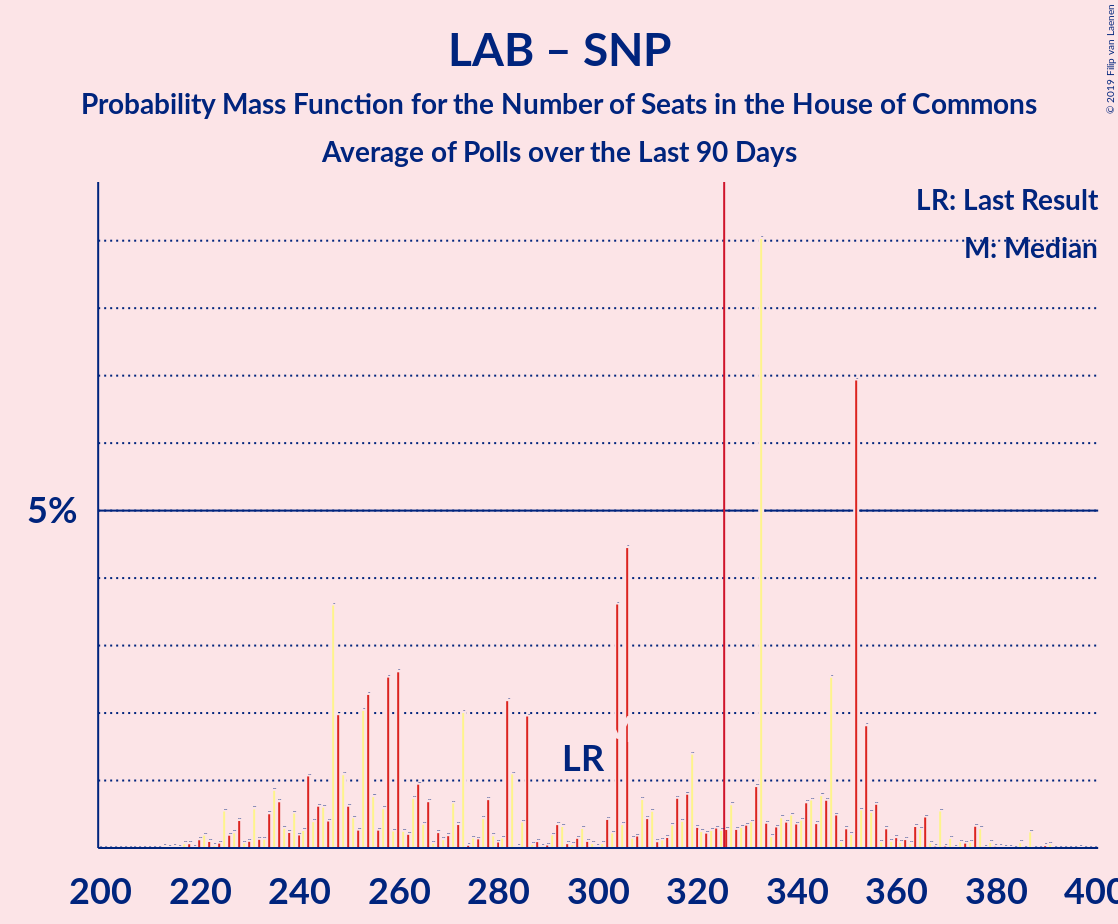 LAB – SNP
Probability Mass Function for the Number of Seats in the House of Commons
Average of Polls over the Last 90 Days
© 2019 Filip van Laenen
LR: Last Result
M: Median
5%
LR
200 220 240 260 280 300 320 340 360 380 400